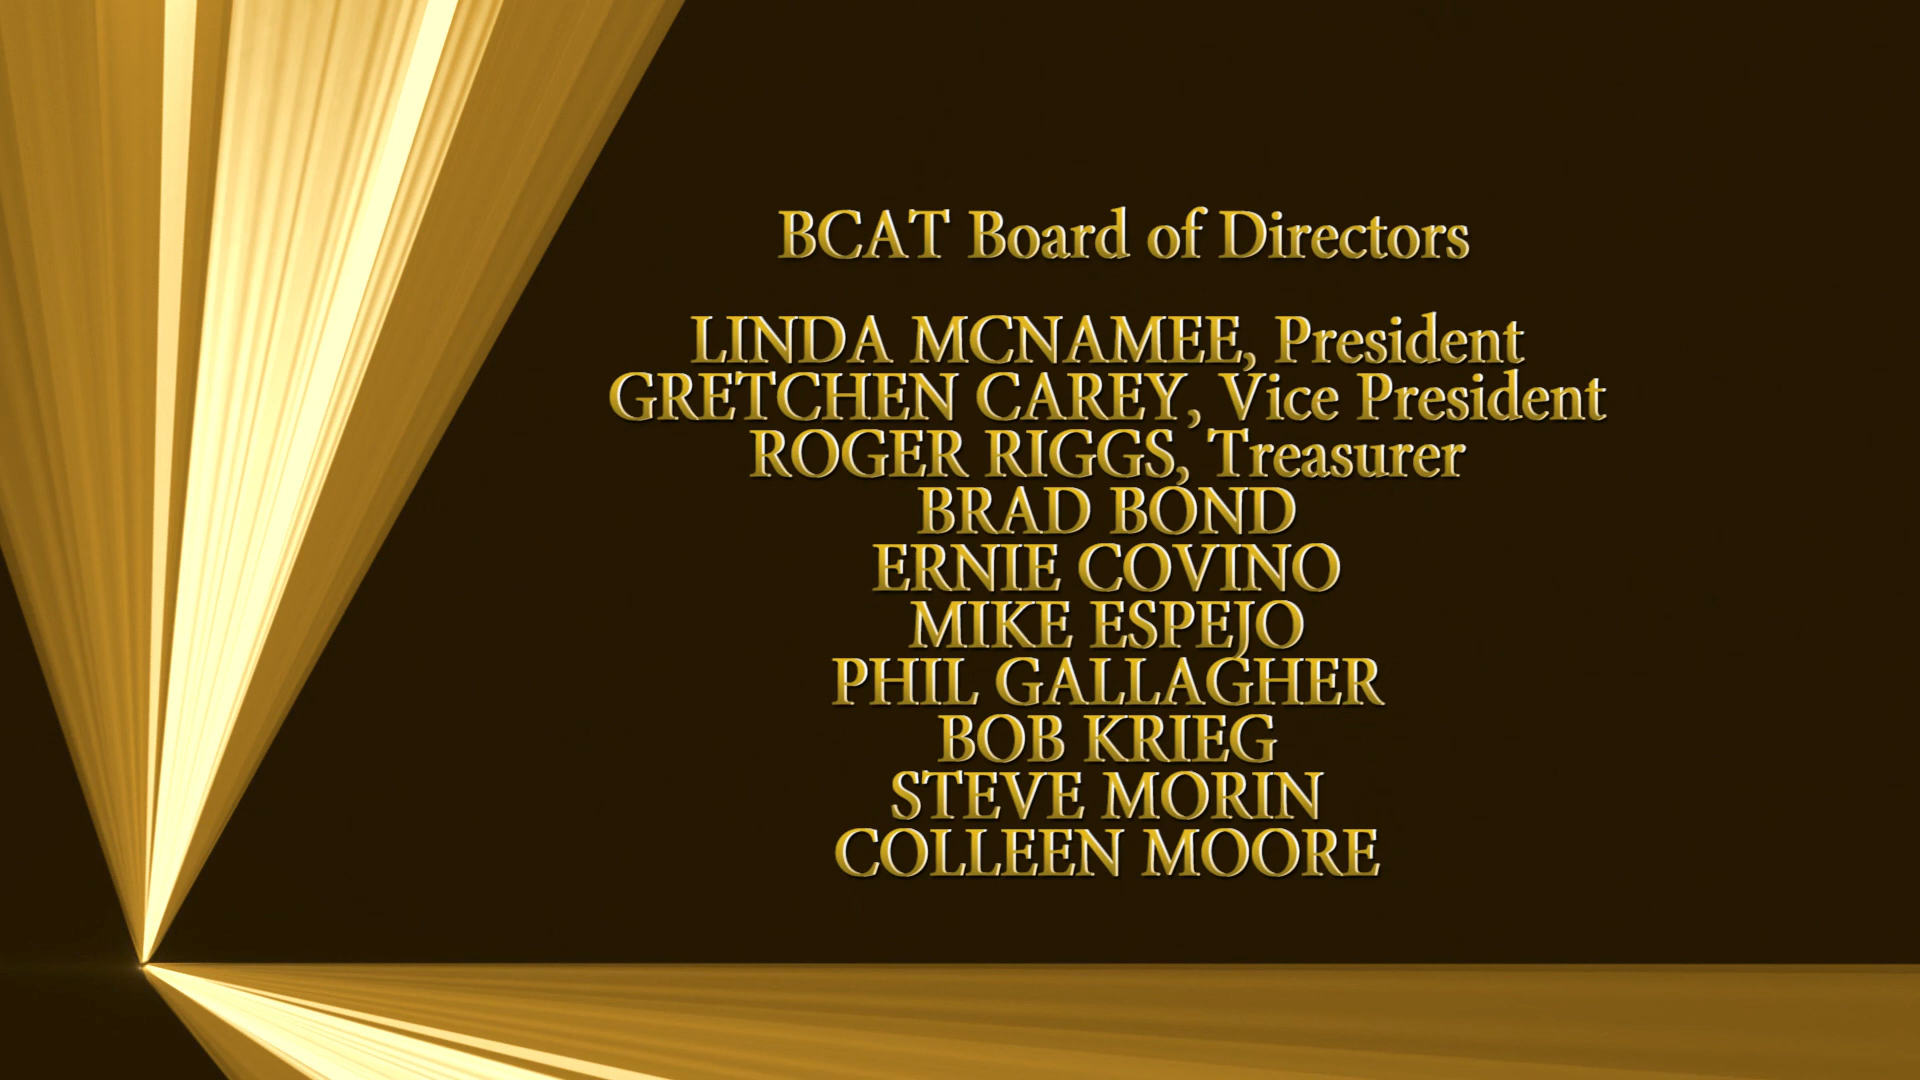 BCAT Board of Directors
LINDA MCNAMEE, President
GRETCHEN CAREY, Vice President
ROGER RIGGS, Treasurer
BRAD BOND
ERNIE COVINO
MIKE ESPEJO
PHIL GALLAGHER
BOB KRIEG
STEVE MORIN
COLLEEN MOORE